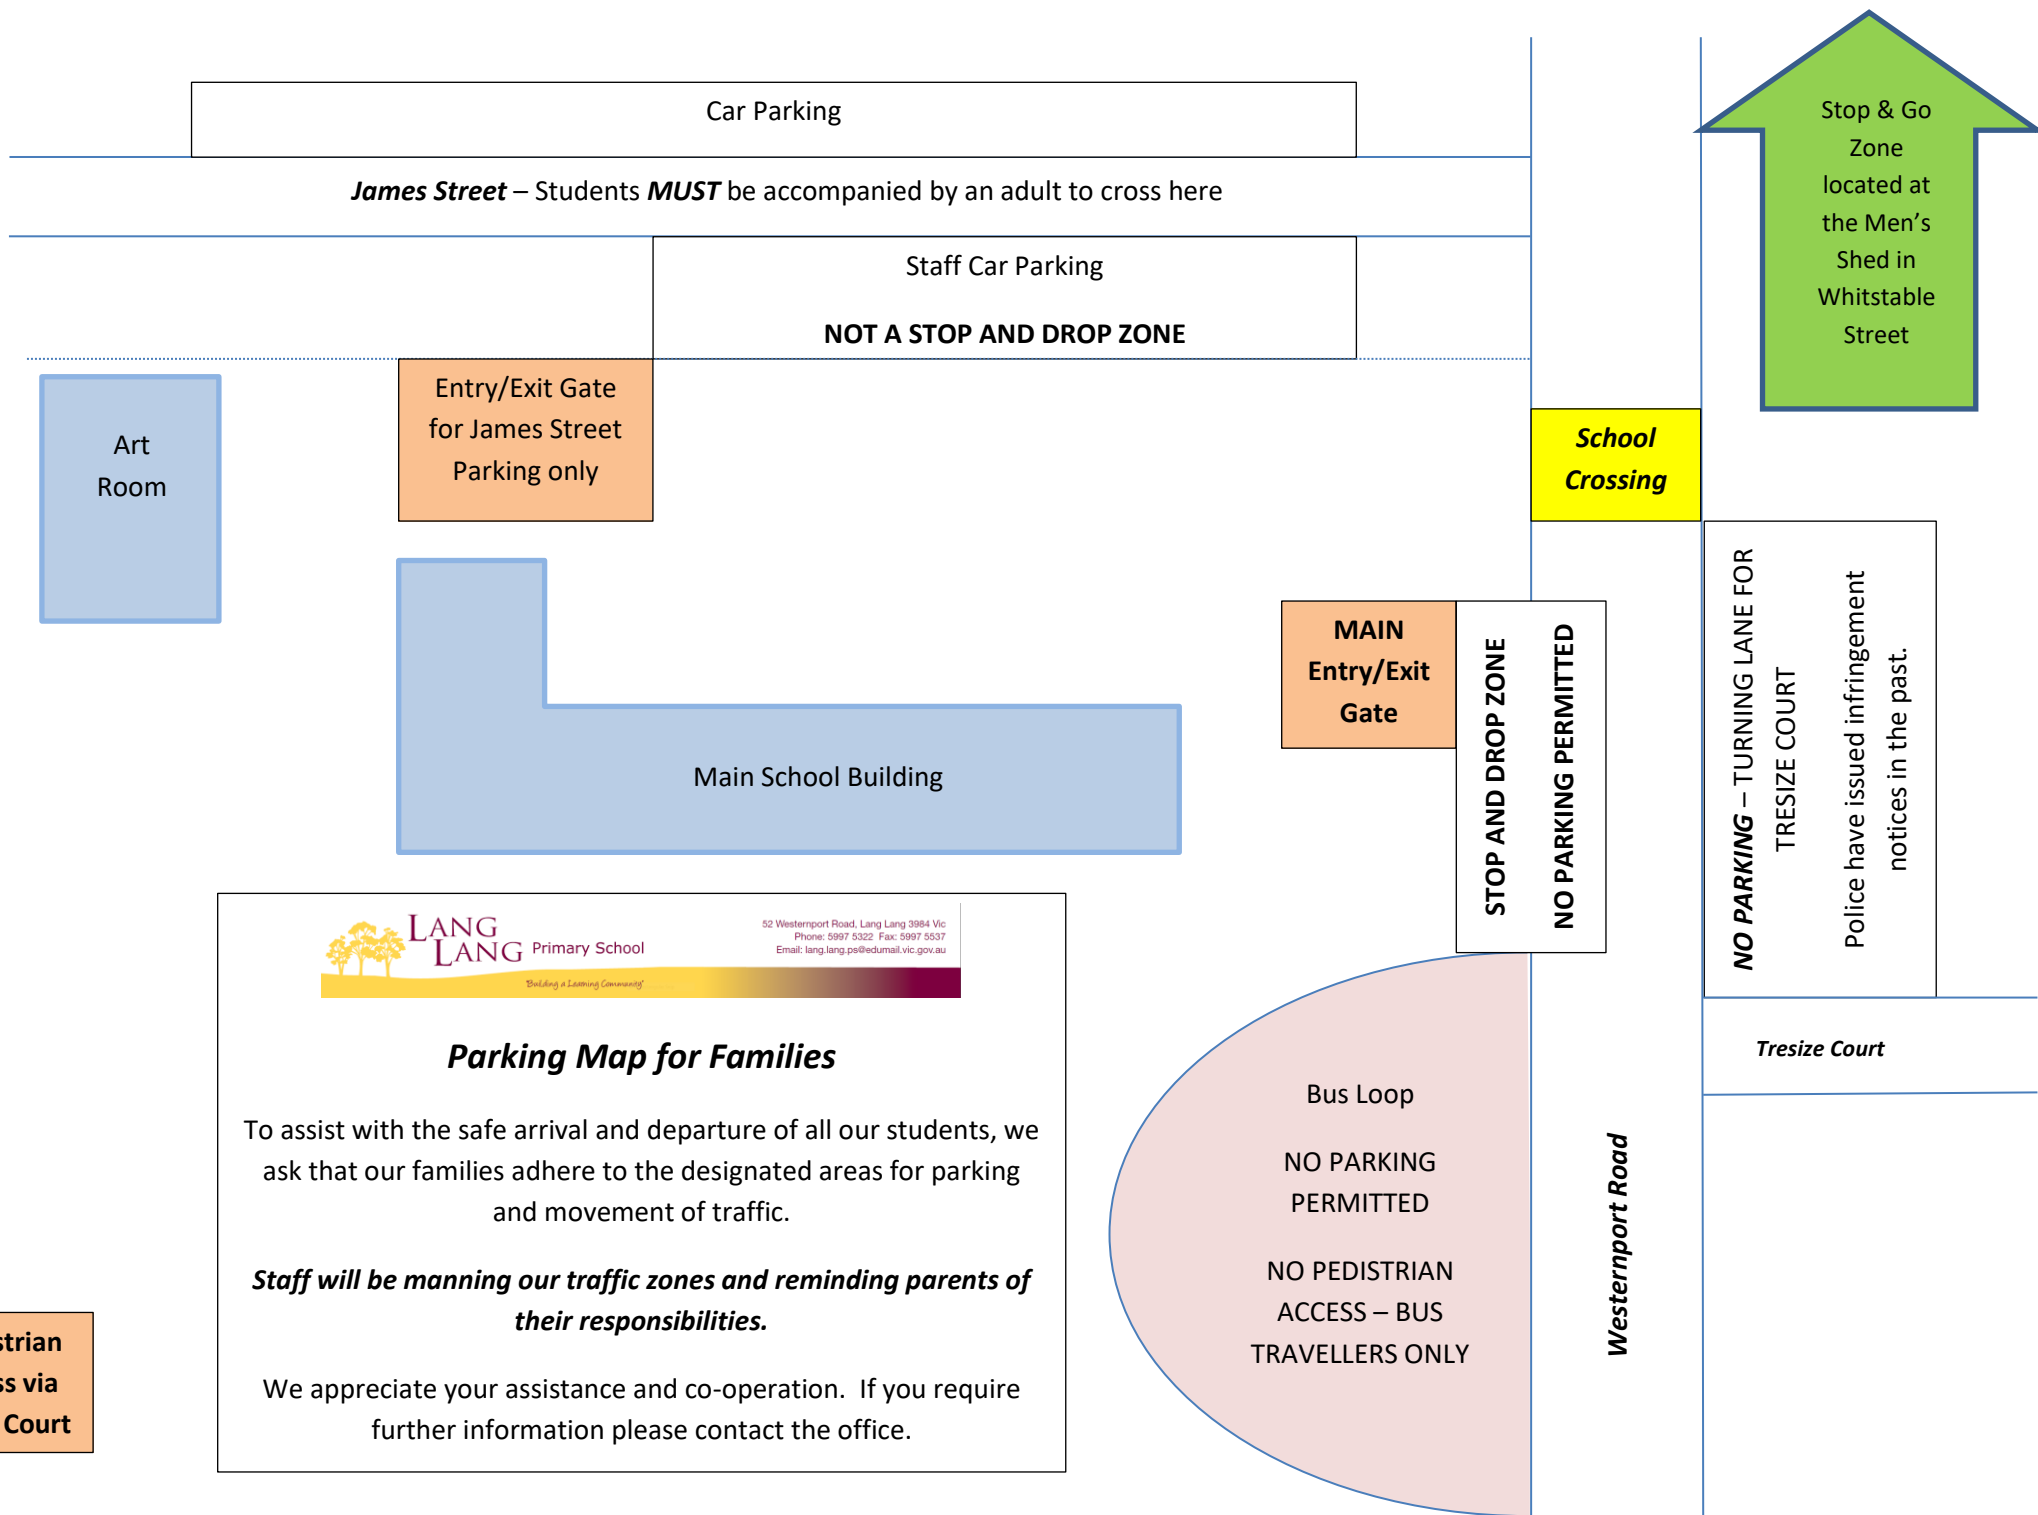 Car Parking
James Street – Students MUST be accompanied by an adult to cross here
Staff Car Parking
NOT A STOP AND DROP ZONE
Stop & Go
Zone
located at
the Men's
Shed in
Whitstable
Street
Art
Room
Entry/Exit Gate
for James Street
Parking only
School
Crossing
MAIN
Entry/Exit
Gate
STOP AND DROP ZONE
NO PARKING PERMITTED
NO PARKING – TURNING LANE FOR
TRESIZE COURT
Police have issued infringement
notices in the past.
Main School Building
LANG
LANG Primary School
52 Westernport Road, Lang Lang 3984 Vic
Phone: 5997 5322 Fax: 5997 5537
Email: lang.lang.ps@edumail.vic.gov.au
"Building a Learning Community"
Parking Map for Families
To assist with the safe arrival and departure of all our students, we
ask that our families adhere to the designated areas for parking
and movement of traffic.
Staff will be manning our traffic zones and reminding parents of
their responsibilities.
We appreciate your assistance and co-operation. If you require
further information please contact the office.
Tresize Court
Bus Loop
NO PARKING
PERMITTED
NO PEDISTRIAN
ACCESS – BUS
TRAVELLERS ONLY
Westernport Road
strian
ss via
Court